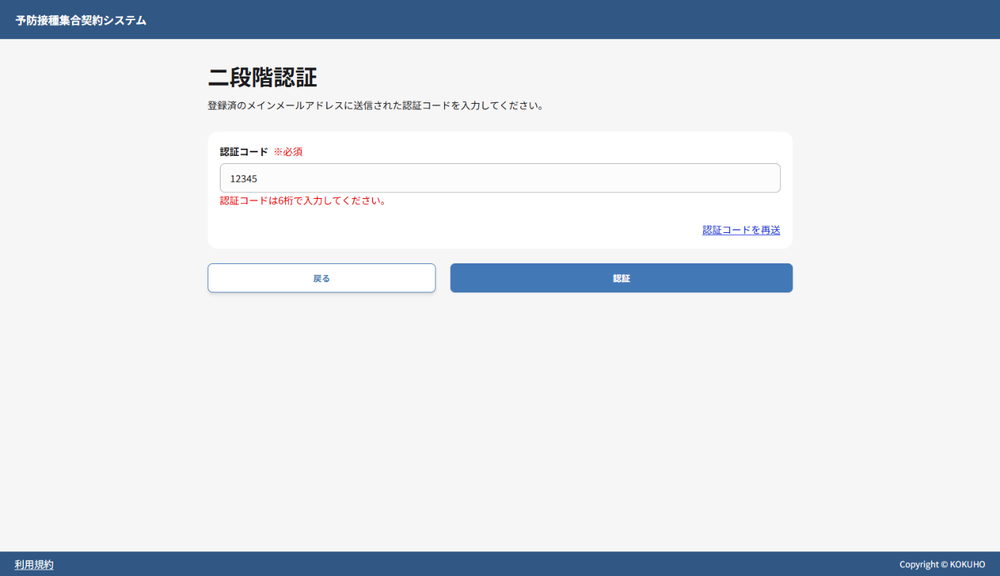 予防接種集合契約システム
二段階認証
登録済のメインメールアドレスに送信された認証コードを入力してください。
認証コード ※必須
12345
認証コードは6桁で入力してください。
認証コードを再送
戻る
認証
利用規約
Copyright © KOKUHO